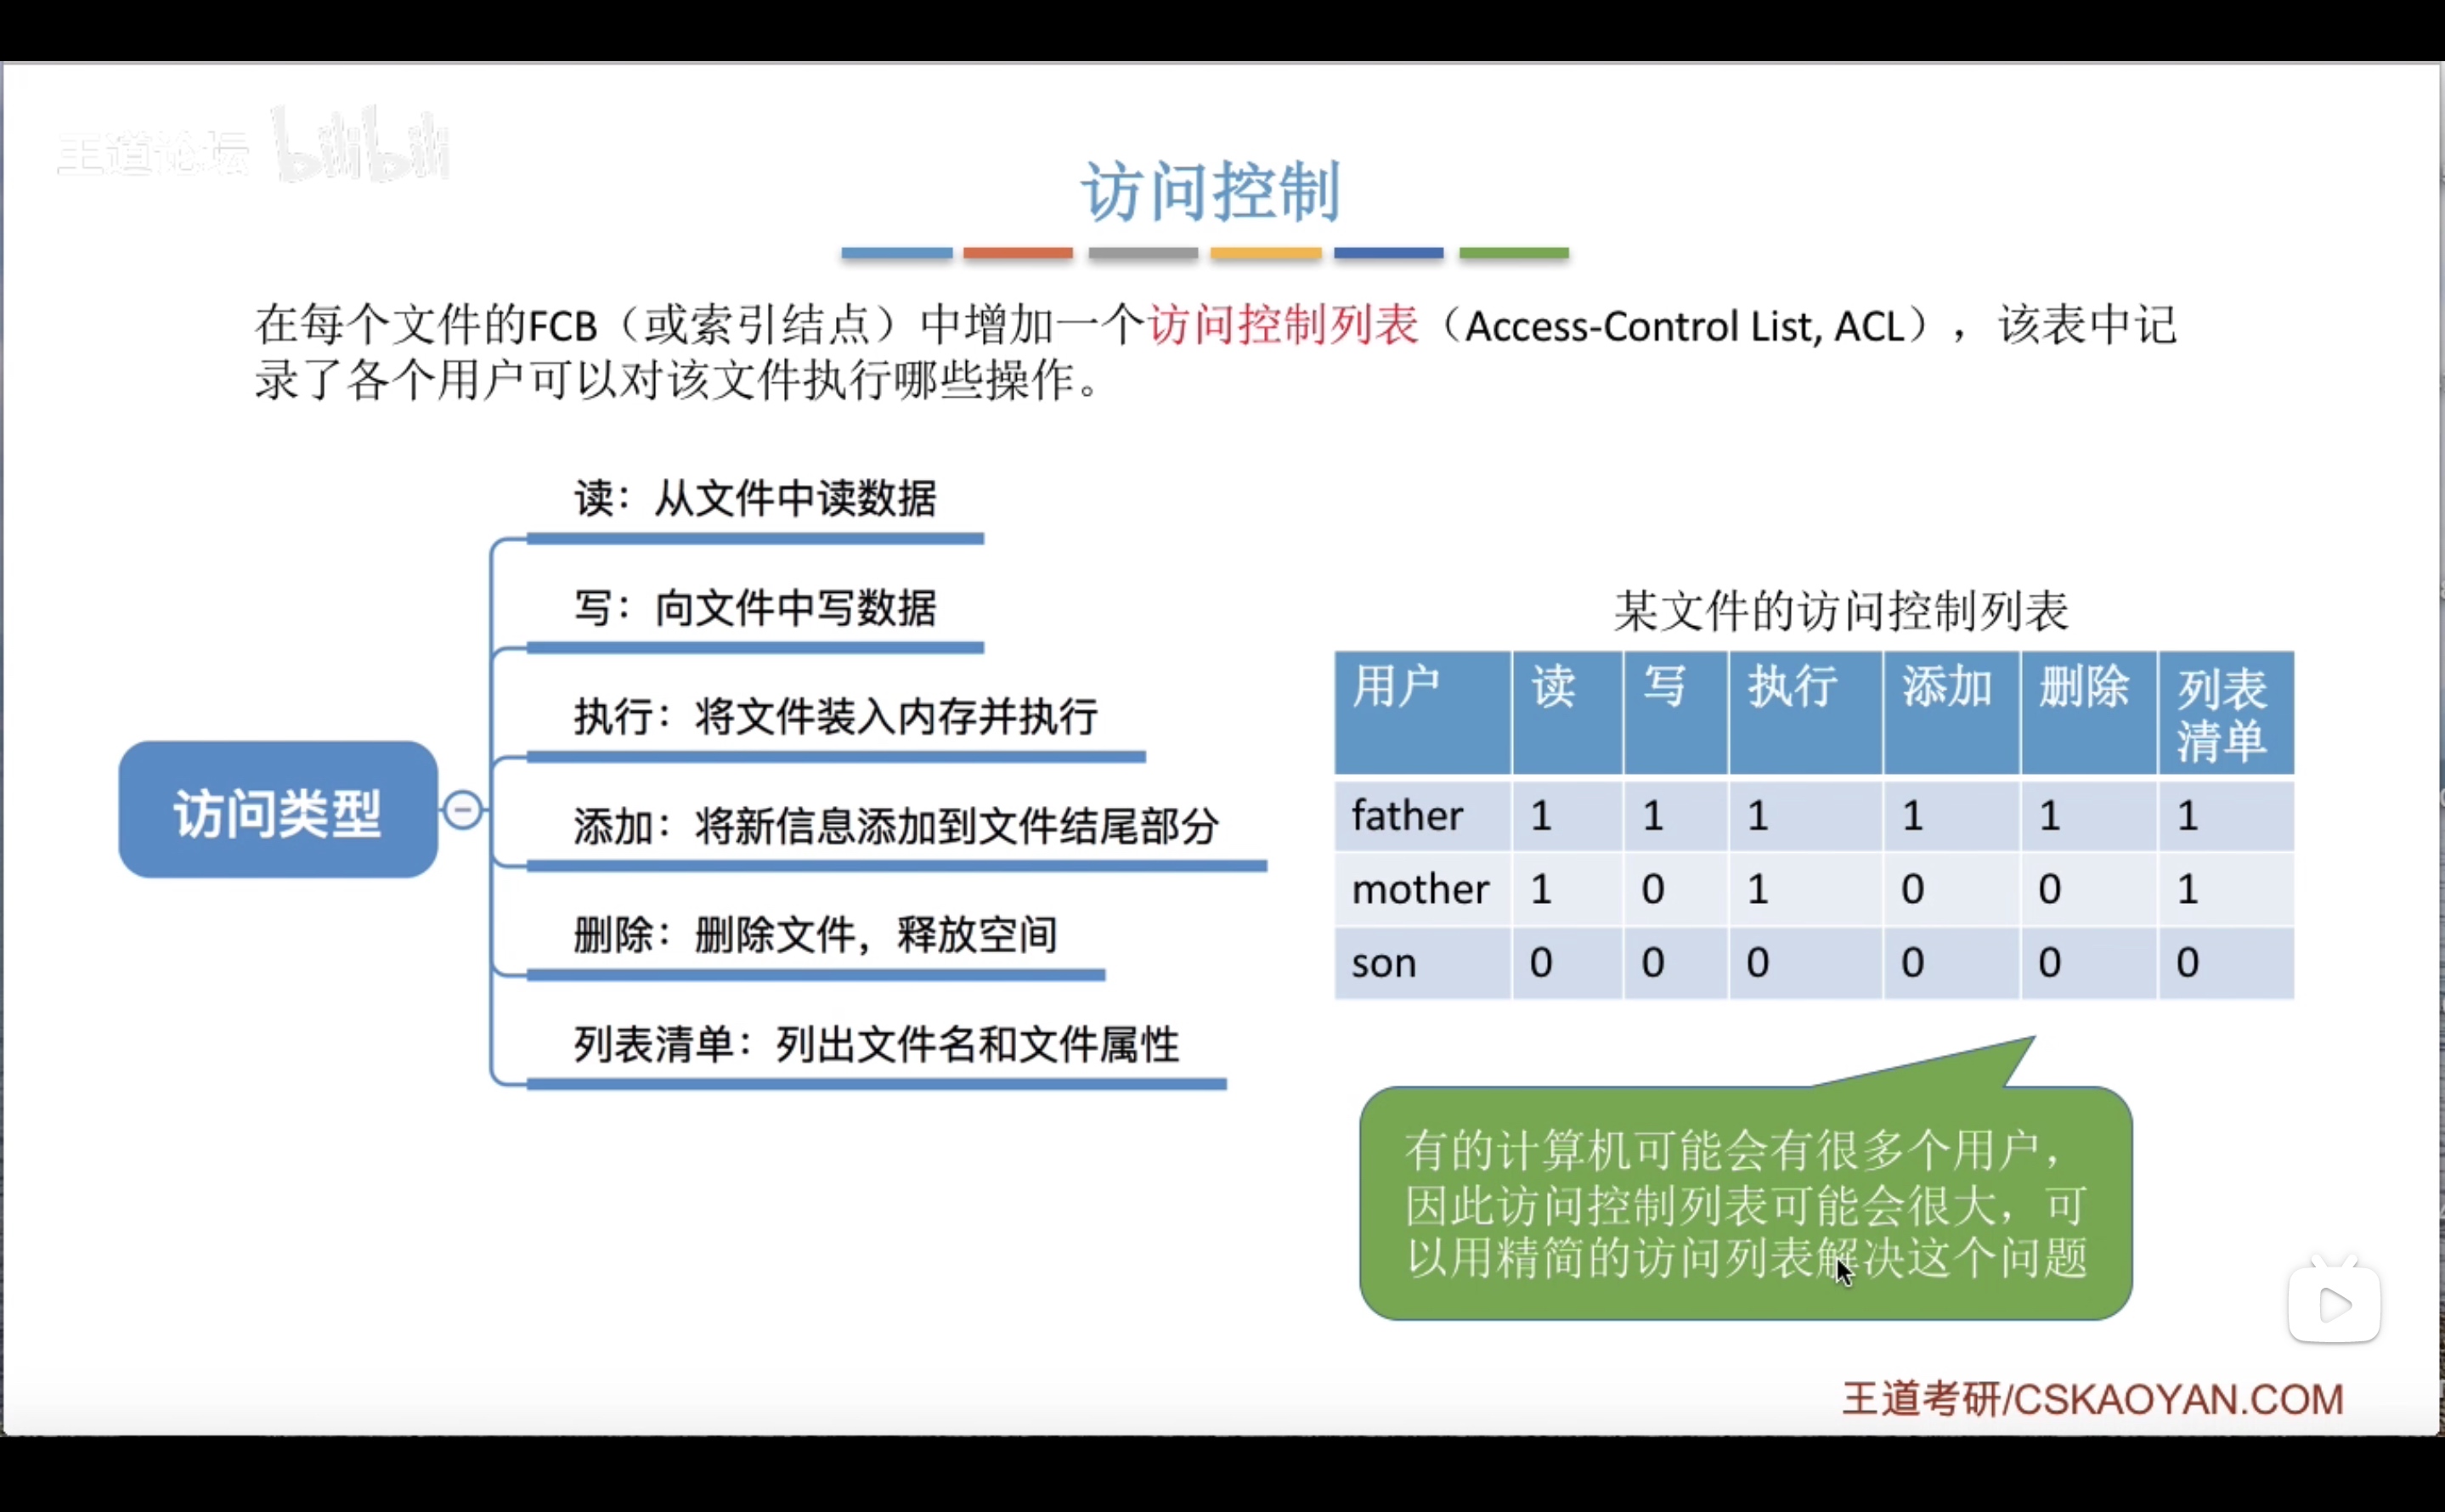 王道论坛 bilibili
访问控制
在每个文件的FCB（或索引结点）中增加一个访问控制列表（Access-Control List, ACL），该表中记
录了各个用户可以对该文件执行哪些操作。
访问类型
读：从文件中读数据
写：向文件中写数据
执行：将文件装入内存并执行
添加：将新信息添加到文件结尾部分
删除：删除文件，释放空间
列表清单：列出文件名和文件属性
某文件的访问控制列表
用户 读 写 执行 添加 删除 列表
清单
father 1 1 1 1 1 1
mother 1 0 1 0 0 1
son 0 0 0 0 0 0
有的计算机可能会有很多个用户，
因此访问控制列表可能会很大，可
以用精简的访问列表解决这个问题
王道考研/CSKAOYAN.COM